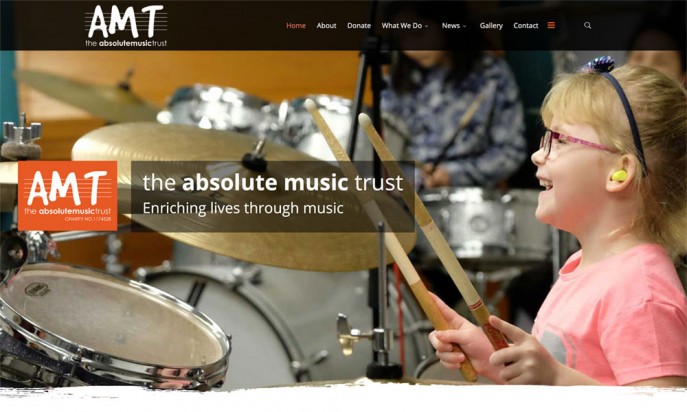 AMT
the absolutemusictrust
Home About Donate What We Do News Gallery Contact
the absolute music trust
Enriching lives through music
AMT
the absolutemusictrust
CHARITY NO.1174528